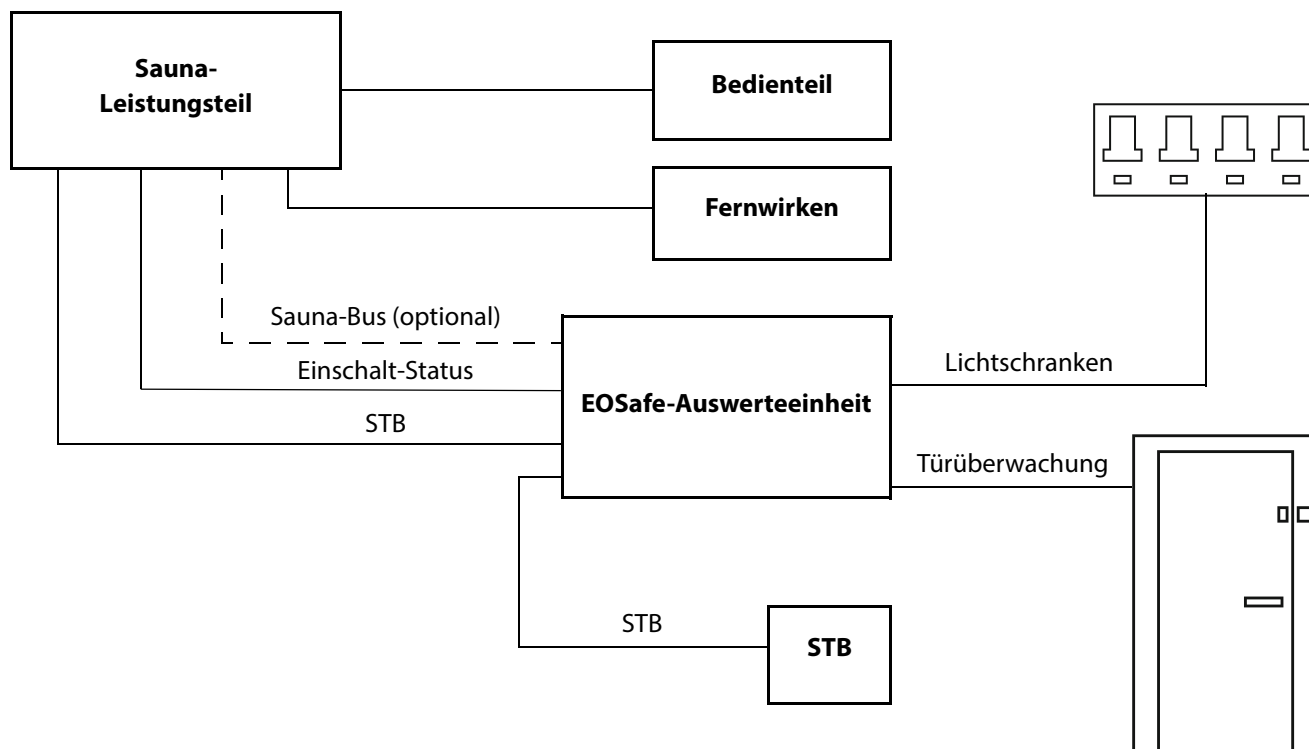 Sauna-
Leistungsteil
Bedienteil
Fernwirken
Sauna-Bus (optional)
Einschalt-Status
STB
EOSafe-Auswerteeinheit
Lichtschranken
Türüberwachung
STB
STB